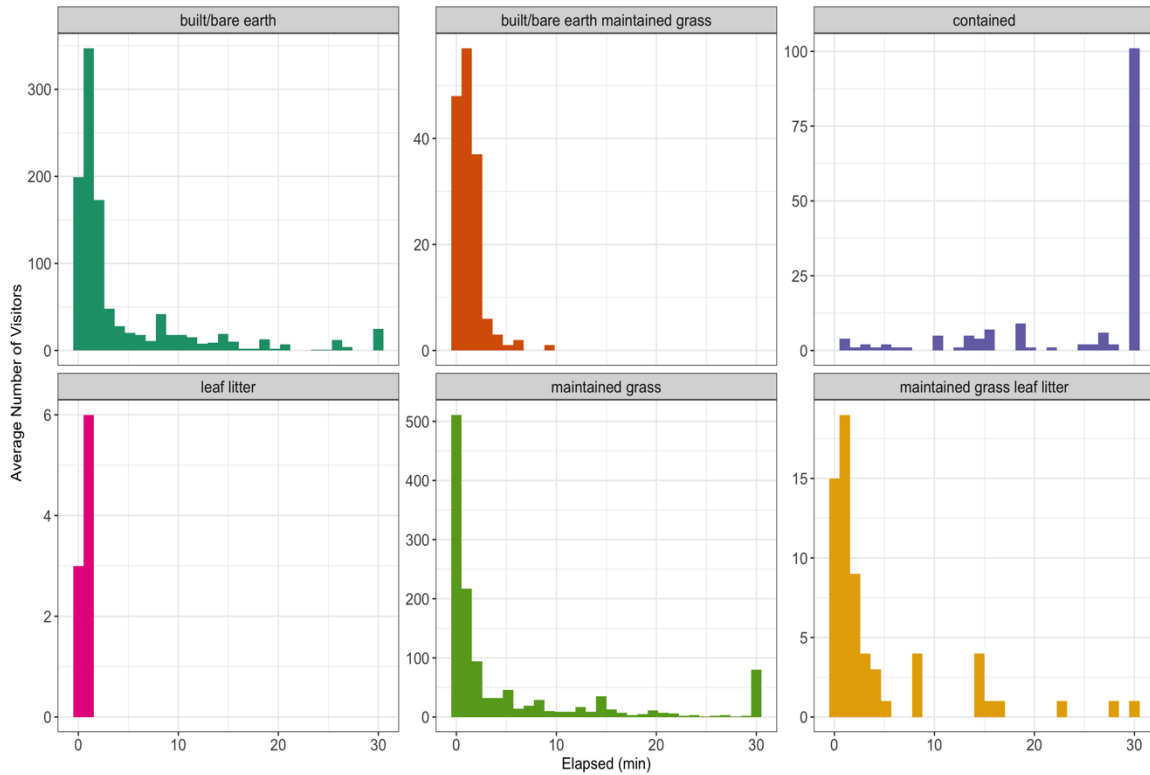 built/bare earth
built/bare earth maintained grass
contained
300
200
100
0
40
20
0
100
75
50
25
0
leaf litter
maintained grass
maintained grass leaf litter
6
4
2
0
500
400
300
200
100
0
15
10
5
0
0 10 20 30
0 10 20 30
0 10 20 30
Average Number of Visitors
Elapsed (min)